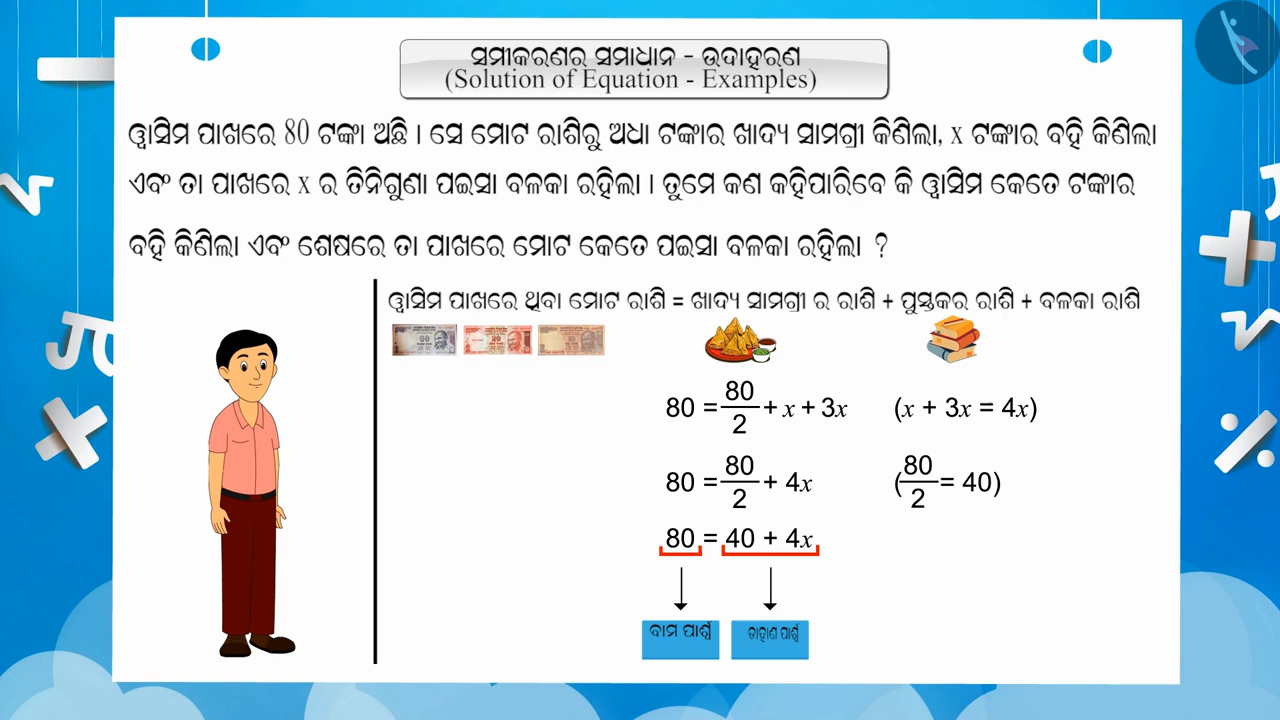 ସମୀକରଣର ସମାଧାନ - ଉଦାହରଣ
(Solution of Equation - Examples)
ୱାସିମ ପାଖରେ 80 ଟଙ୍କା ଅଛି । ସେ ମୋଟ ରାଶିରୁ ଅଧା ଟଙ୍କାର ଖାଦ୍ୟ ସାମଗ୍ରୀ କିଣିଲା, x ଟଙ୍କାର ବହି କିଣିଲା
ଏବଂ ତା ପାଖରେ x ର ତିନିଗୁଣା ପଇସା ବଳକା ରହିଲା । ତୁମେ କଣ କହିପାରିବେ କି ୱାସିମ କେତେ ଟଙ୍କାର
ବହି କିଣିଲା ଏବଂ ଶେଷରେ ତା ପାଖରେ ମୋଟ କେତେ ପଇସା ବଳକା ରହିଲା ?
ୱାସିମ ପାଖରେ ଥିବା ମୋଟ ରାଶି = ଖାଦ୍ୟ ସାମଗ୍ରୀ ର ରାଶି + ପୁସ୍ତକର ରାଶି + ବଳକା ରାଶି
80 = 80/2 + x + 3x (x + 3x = 4x)
80 = 80/2 + 4x (80/2 = 40)
80 = 40 + 4x
ବାମ ପାର୍ଶ୍ୱ ଡାହାଣ ପାର୍ଶ୍ୱ